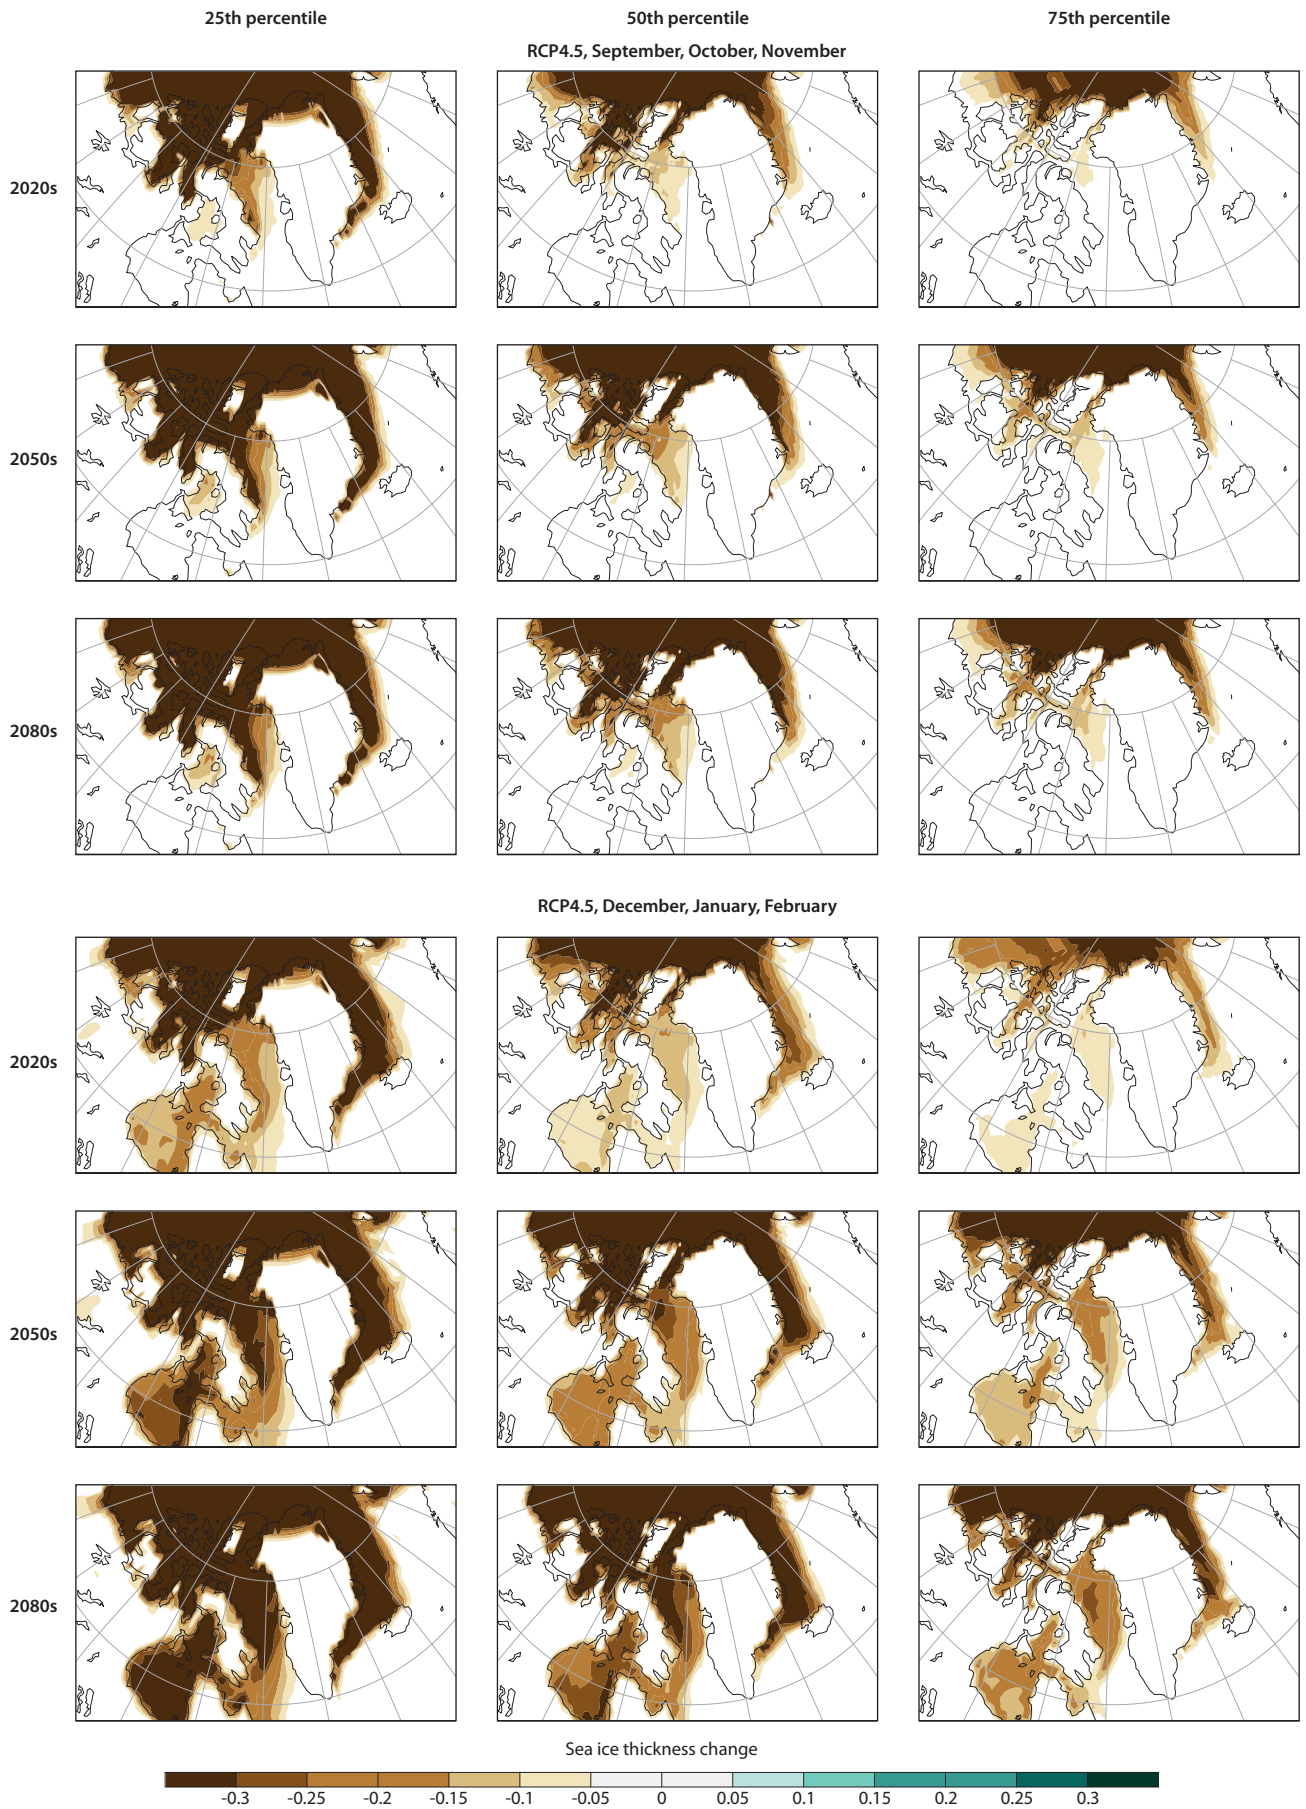 25th percentile 50th percentile 75th percentile
RCP4.5, September, October, November
2020s
2050s
2080s
RCP4.5, December, January, February
2020s
2050s
2080s
Sea ice thickness change
-0.3 -0.25 -0.2 -0.15 -0.1 -0.05 0 0.05 0.1 0.15 0.2 0.25 0.3